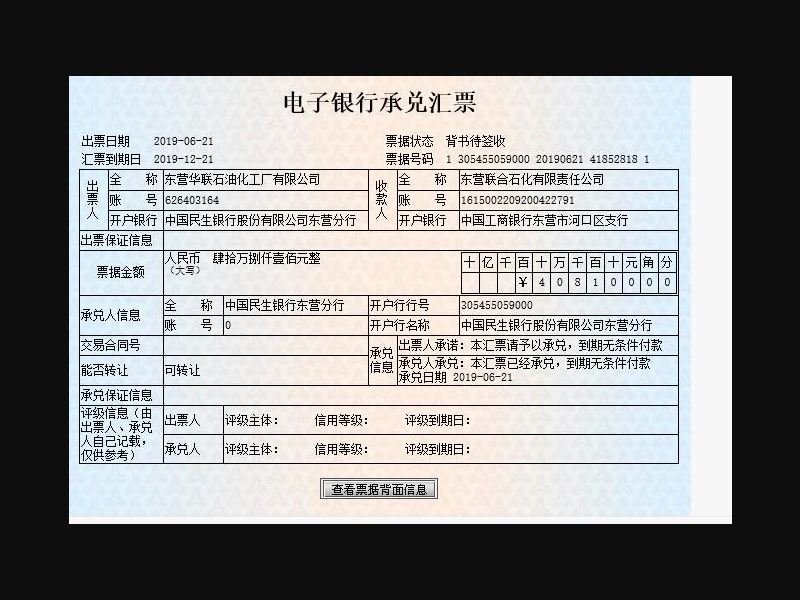 电子银行承兑汇票
出票日期 2019-06-21 票据状态 背书待签收
汇票到期日 2019-12-21 票据号码 1 305455059000 20190621 41852818 1
出票人 全称 东营华联石油化工厂有限公司 收款人 全称 东营联合石化有限责任公司
账号 626403164 账号 1615002209200422791
开户银行 中国民生银行股份有限公司东营分行 开户银行 中国工商银行东营市河口区支行
出票保证信息
票据金额 人民币 肆拾万捌仟壹佰元整 十 亿 千 百 十 万 千 百 十 元 角 分
(大写) ¥ 4 0 8 1 0 0 0 0
承兑人信息 全称 中国民生银行东营分行 开户行行号 305455059000
账号 0 开户行名称 中国民生银行股份有限公司东营分行
交易合同号 承兑信息 出票人承诺：本汇票请予以承兑，到期无条件付款
能否转让 可转让 承兑人承兑：本汇票已经承兑，到期无条件付款
承兑日期 2019-06-21
承兑保证信息
评级信息（由出票人、承兑人自己记载，仅供参考） 出票人 评级主体： 信用等级： 评级到期日：
承兑人 评级主体： 信用等级： 评级到期日：
查看票据背面信息